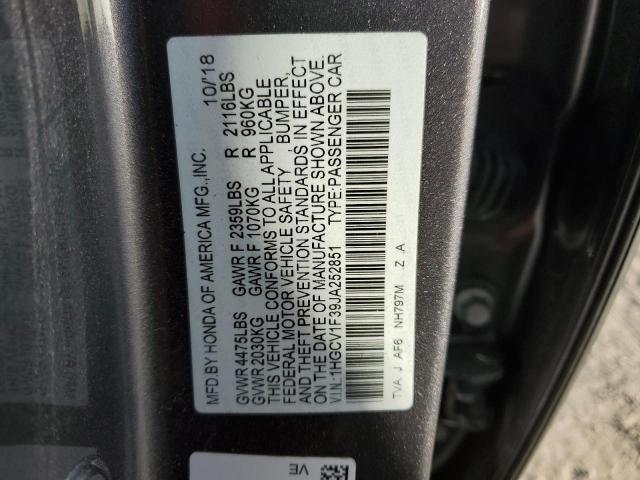 MFD.BY HONDA OF AMERICA MFG.,INC. 10/18
GVWR 4475LBS GAWR F 2359LBS R 2116LBS
GVWR 2030KG GAWR F 1070KG R 960KG
THIS VEHICLE CONFORMS TO ALL APPLICABLE
FEDERAL MOTOR VEHICLE SAFETY, BUMPER,
AND THEFT PREVENTION STANDARDS IN EFFECT
ON THE DATE OF MANUFACTURE SHOWN ABOVE.
V.I.N.: 1HGCV1F39JA252851 TYPE:PASSENGER CAR
TVA J AF6 NH797M Z A
VE